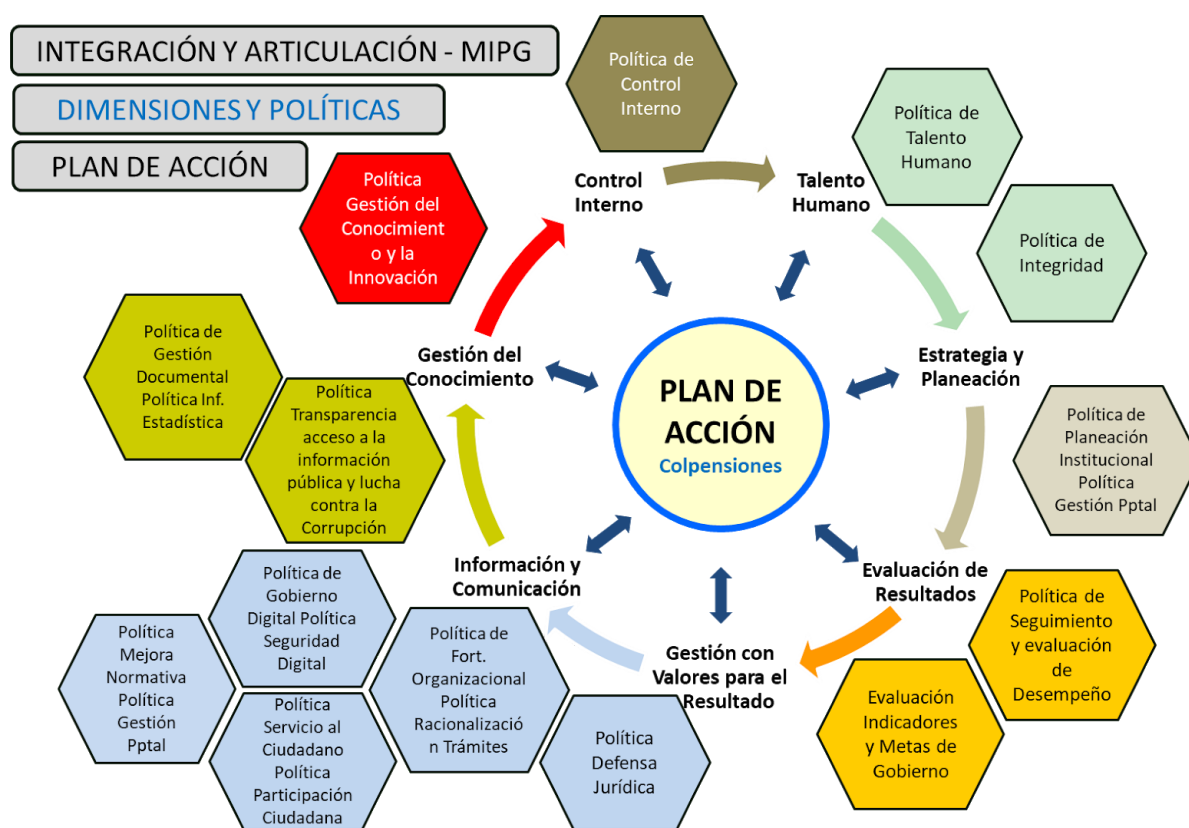 INTEGRACIÓN Y ARTICULACIÓN - MIPG
DIMENSIONES Y POLÍTICAS
PLAN DE ACCIÓN
Política de
Control
Interno
Política de
Talento
Humano
Política de
Integridad
Política
Gestión del
Conocimient
o y la
Innovación
Control
Interno
Talento
Humano
Política de
Gestión
Documental
Política Inf.
Estadística
Política
Transparencia
acceso a la
información
pública y lucha
contra la
Corrupción
Gestión del
Conocimiento
PLAN DE
ACCIÓN
Colpensiones
Estrategia y
Planeación
Política de
Planeación
Institucional
Política
Gestión Pptal
Información y
Comunicación
Evaluación de
Resultados
Gestión con
Valores para el
Resultado
Política de
Seguimiento
y evaluación
de
Desempeño
Evaluación
Indicadores
y Metas de
Gobierno
Política
Mejora
Normativa
Política
Gestión
Pptal
Política de
Gobierno
Digital Política
Seguridad
Digital
Política
Servicio al
Ciudadano
Política
Participación
Ciudadana
Política de
Fort.
Organizacional
Política
Racionalizació
n Trámites
Política
Defensa
Jurídica